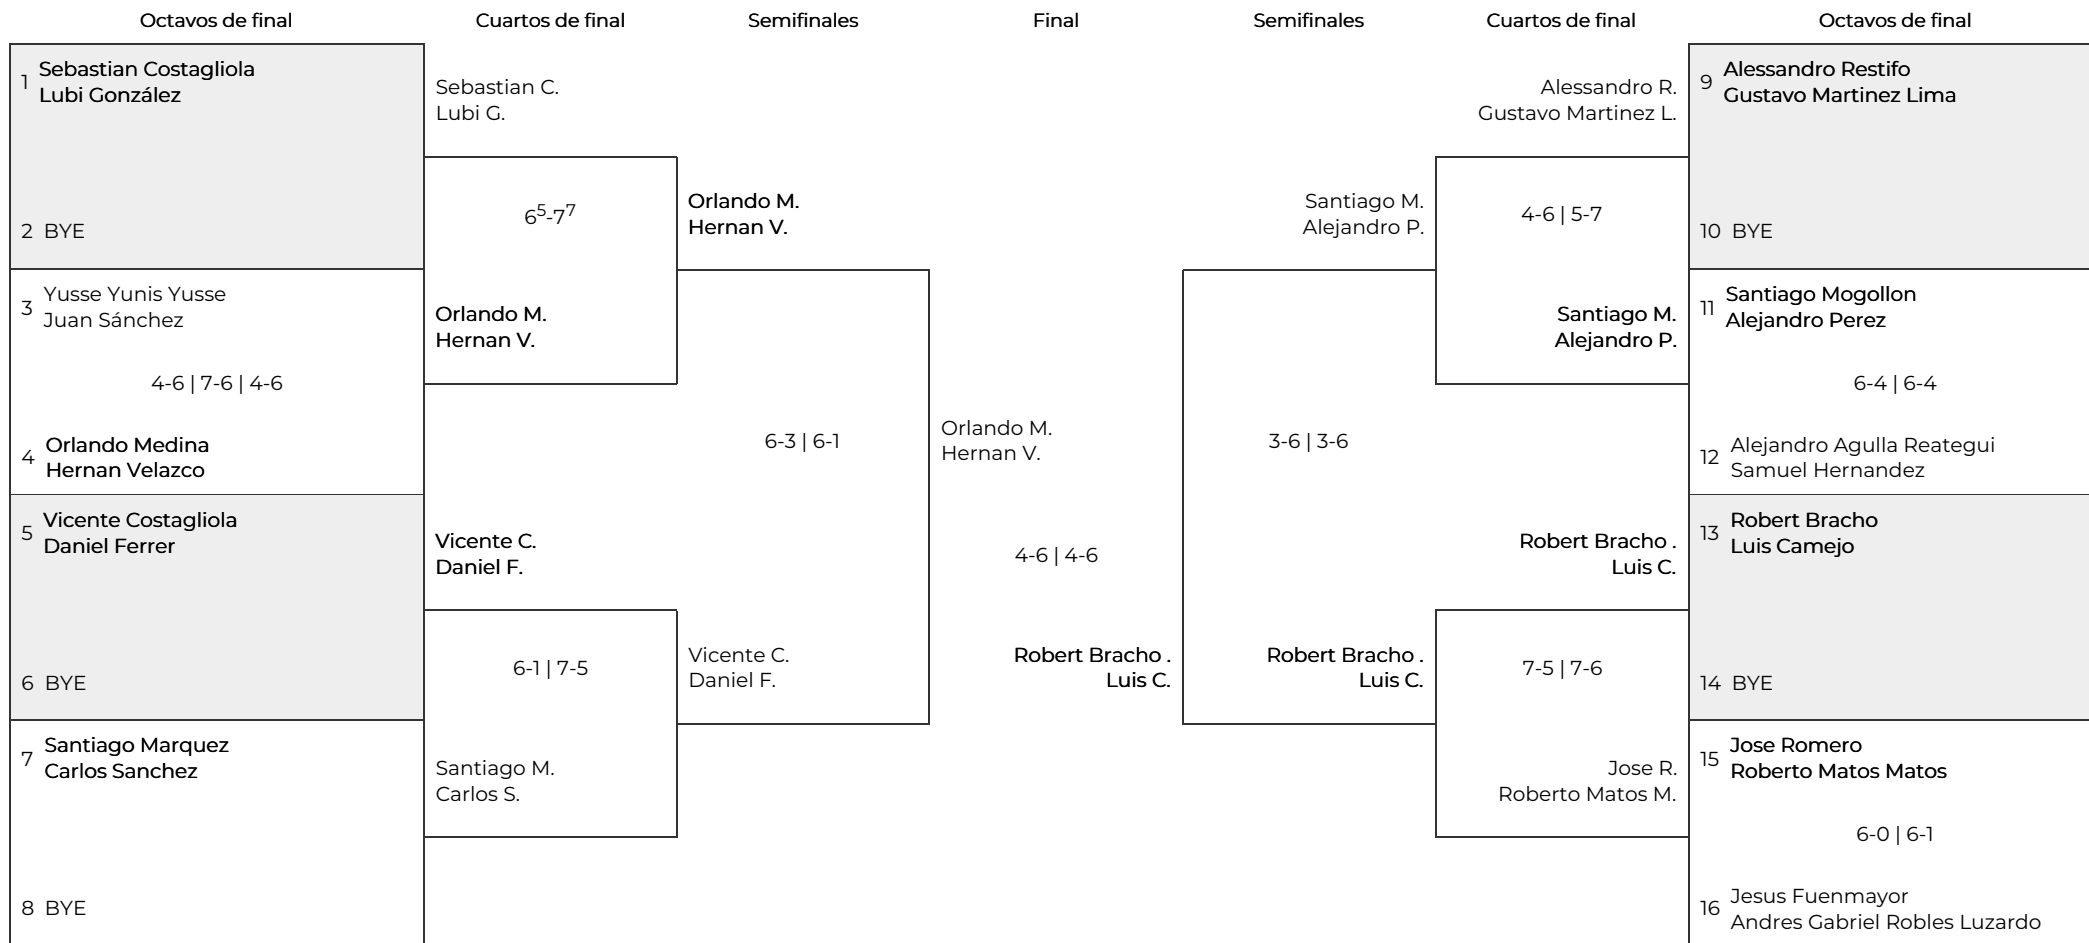 Octavos de final
Cuartos de final
Semifinales
Final
Semifinales
Cuartos de final
Octavos de final
1 Sebastian Costagliola
Lubi González
2 BYE
3 Yusse Yunis Yusse
Juan Sánchez
4-6 | 7-6 | 4-6
4 Orlando Medina
Hernan Velazco
5 Vicente Costagliola
Daniel Ferrer
6 BYE
7 Santiago Marquez
Carlos Sanchez
8 BYE
Sebastian C.
Lubi G.
6⁵-7⁷
Orlando M.
Hernan V.
Vicente C.
Daniel F.
6-1 | 7-5
Santiago M.
Carlos S.
Orlando M.
Hernan V.
6-3 | 6-1
Vicente C.
Daniel F.
Orlando M.
Hernan V.
4-6 | 4-6
Robert Bracho .
Luis C.
Santiago M.
Alejandro P.
3-6 | 3-6
Robert Bracho .
Luis C.
Alessandro R.
Gustavo Martinez L.
4-6 | 5-7
Santiago M.
Alejandro P.
Robert Bracho .
Luis C.
7-5 | 7-6
Jose R.
Roberto Matos M.
9 Alessandro Restifo
Gustavo Martinez Lima
10 BYE
11 Santiago Mogollon
Alejandro Perez
6-4 | 6-4
12 Alejandro Agulla Reategui
Samuel Hernandez
13 Robert Bracho
Luis Camejo
14 BYE
15 Jose Romero
Roberto Matos Matos
6-0 | 6-1
16 Jesus Fuenmayor
Andres Gabriel Robles Luzardo